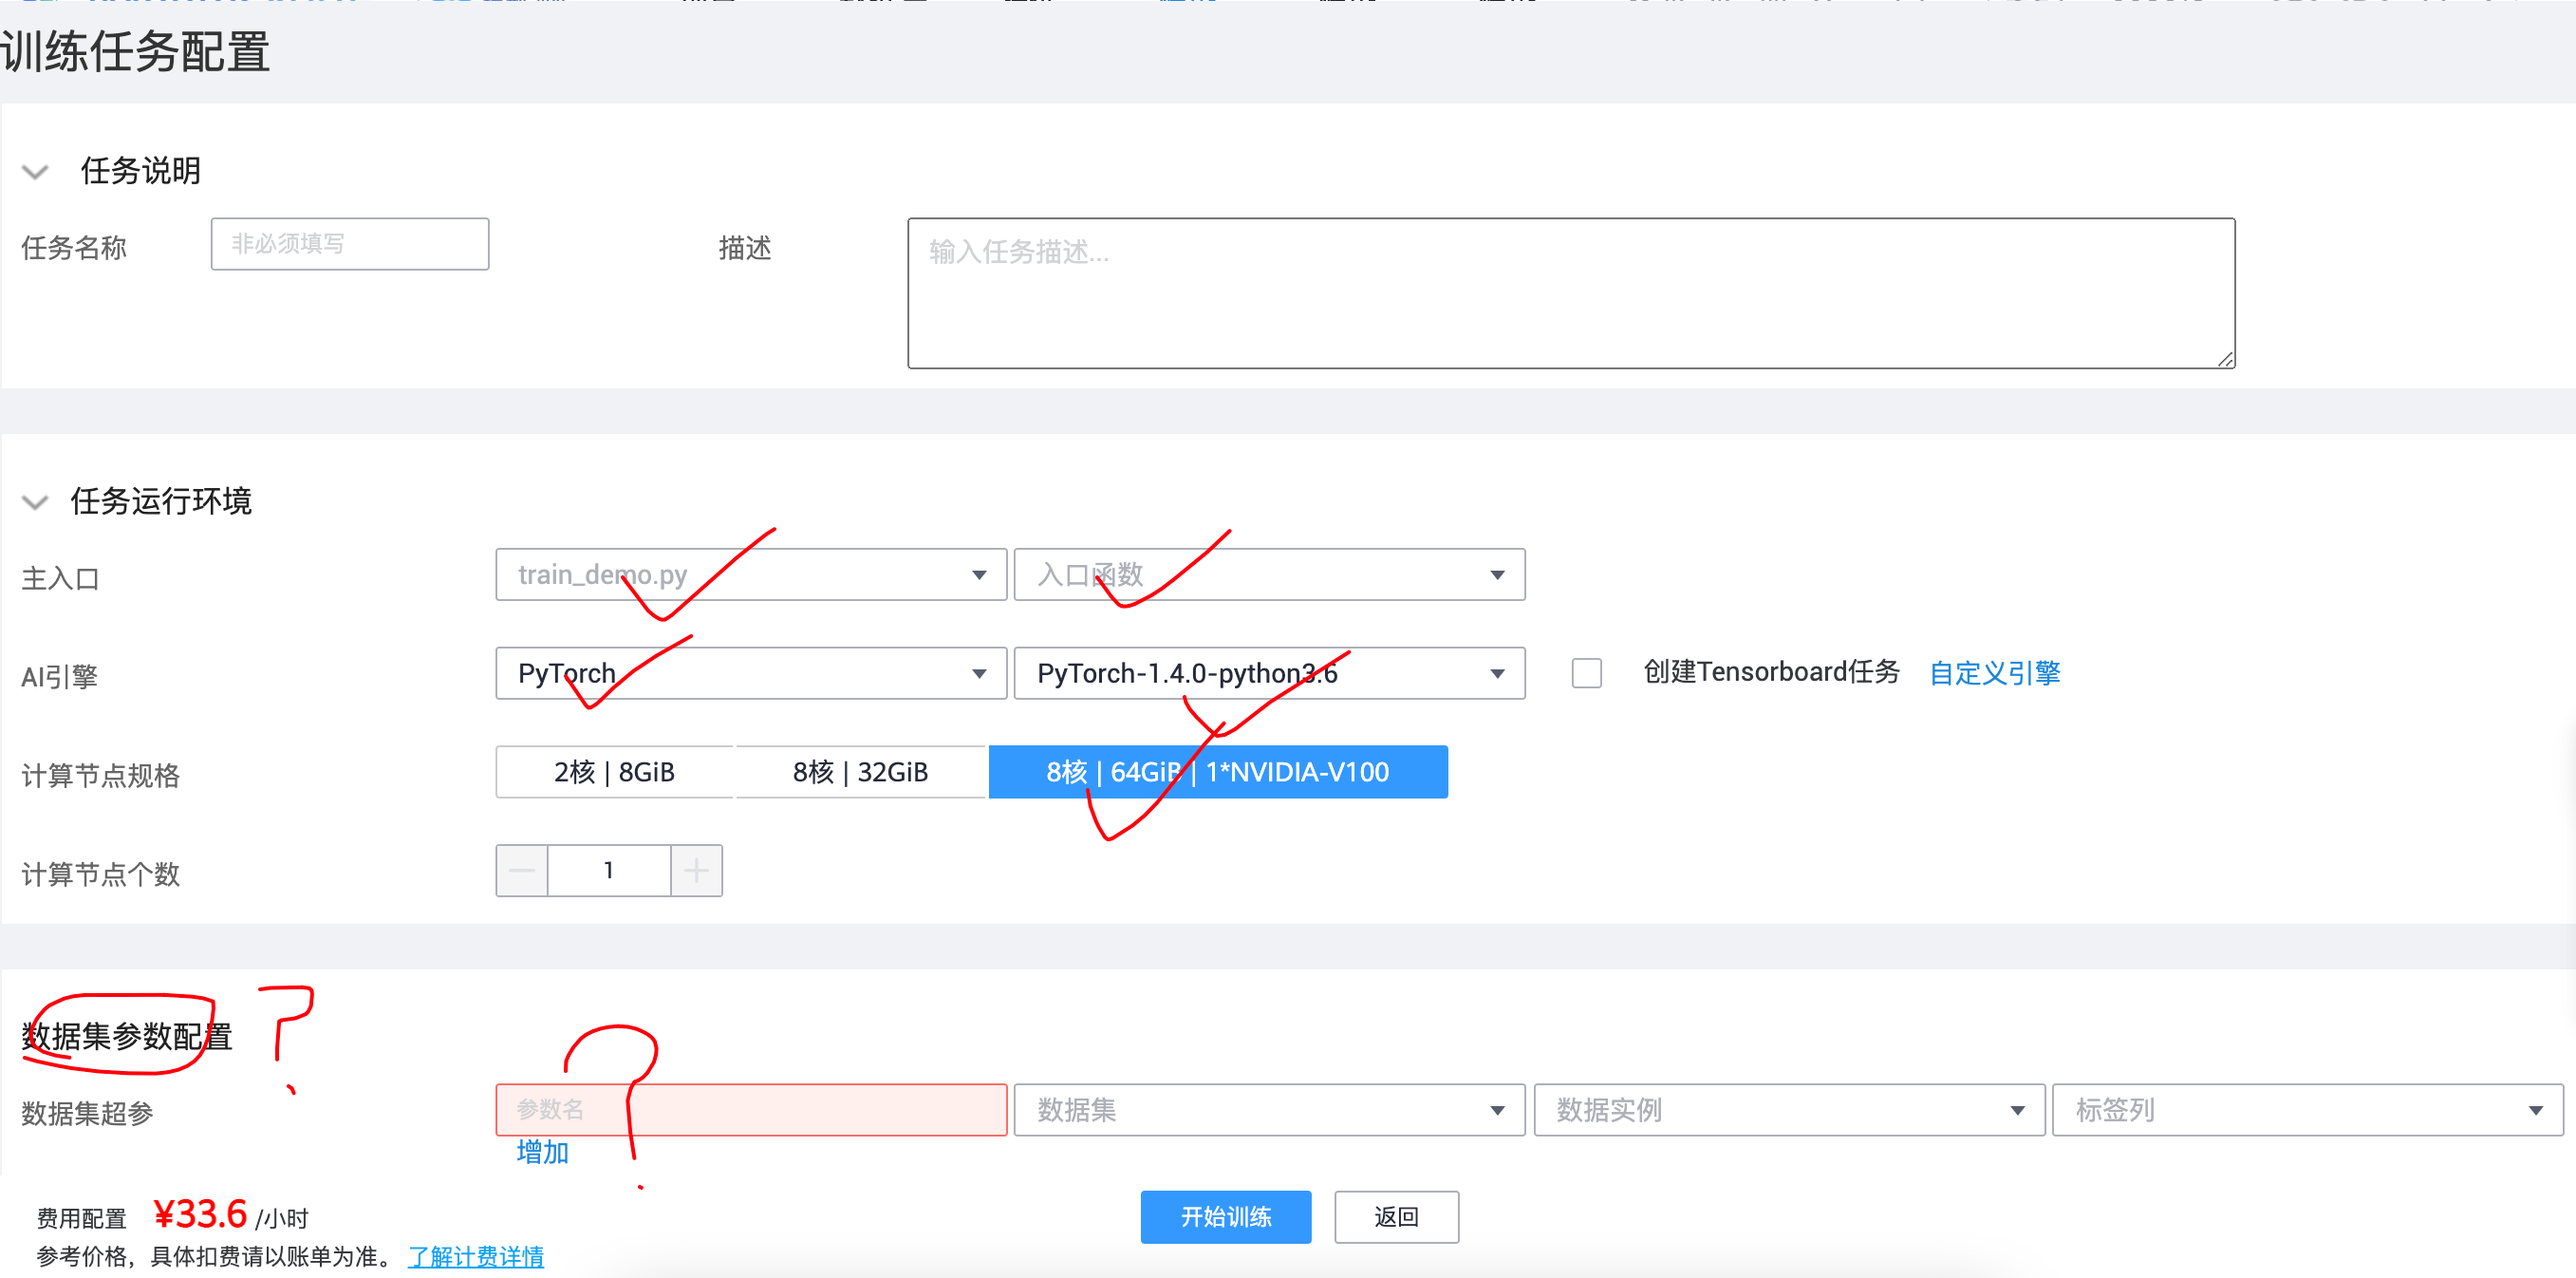 训练任务配置
任务说明
任务名称 非必须填写 描述 输入任务描述...
任务运行环境
主入口 train_demo.py 入口函数
AI引擎 PyTorch PyTorch-1.4.0-python3.6 创建Tensorboard任务 自定义引擎
计算节点规格 2核 | 8GiB 8核 | 32GiB 8核 | 64GiB | 1*NVIDIA-V100
计算节点个数 1
数据集参数配置 ?
数据集超参 参数名 数据集 数据实例 标签列
?
增加
费用配置 ¥33.6 /小时 开始训练 返回
参考价格，具体扣费请以账单为准。 了解计费详情